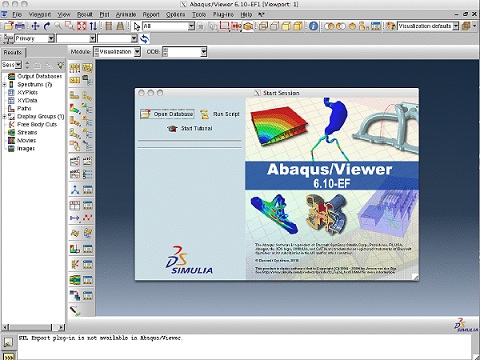 Abaqus/Viewer 6.10-EF1 [Viewport: 1]
File Viewport View Result Plot Animate Report Options Tools Plug-ins Help
All
Visualization defaults
Primary
Results
Module: Visualization ODB:
Output Databases
Spectrums (7)
XYPlots
XYData
Paths
Display Groups (1)
Free Body Cuts
Streams
Movies
Images
Start Session
Open Database
Run Script
Start Tutorial
Abaqus/Viewer
6.10-EF
SIMULIA
STL Export plug-in is not available in Abaqus/Viewer.
SIMULIA